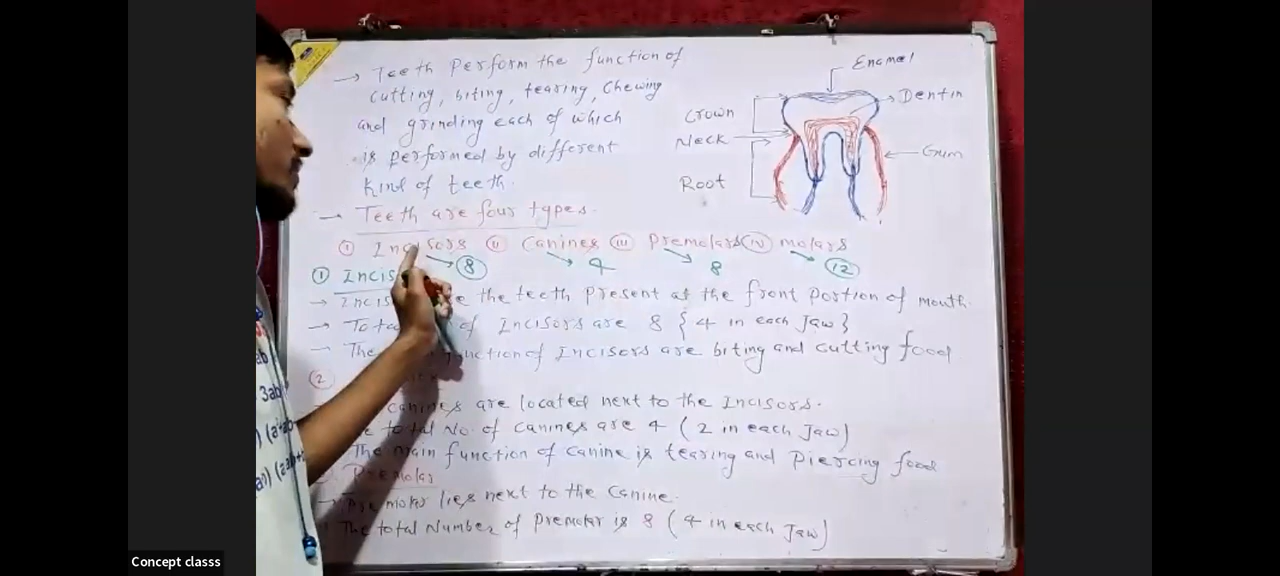 → Teeth perform the function of
cutting, biting, tearing, chewing
and grinding each of which
is performed by different
kind of teeth.
→ Teeth are four types.
① Incisors ② Canines ③ Premolars ④ molars
8 4 8 12
Enamel
Dentin
Crown
Neck
Gum
Root
①
→ the teeth present at the front portion of mouth.
→ of Incisors are 8 { 4 in each Jaw }
→ The function of Incisors are biting and cutting food
②
canines are located next to the Incisors.
total No. of canines are 4 ( 2 in each Jaw )
The main function of canine is tearing and piercing food
Premolar
→ Premolar lies next to the canine.
The total Number of premolar is 8 ( 4 in each Jaw )
3ab
Concept classs